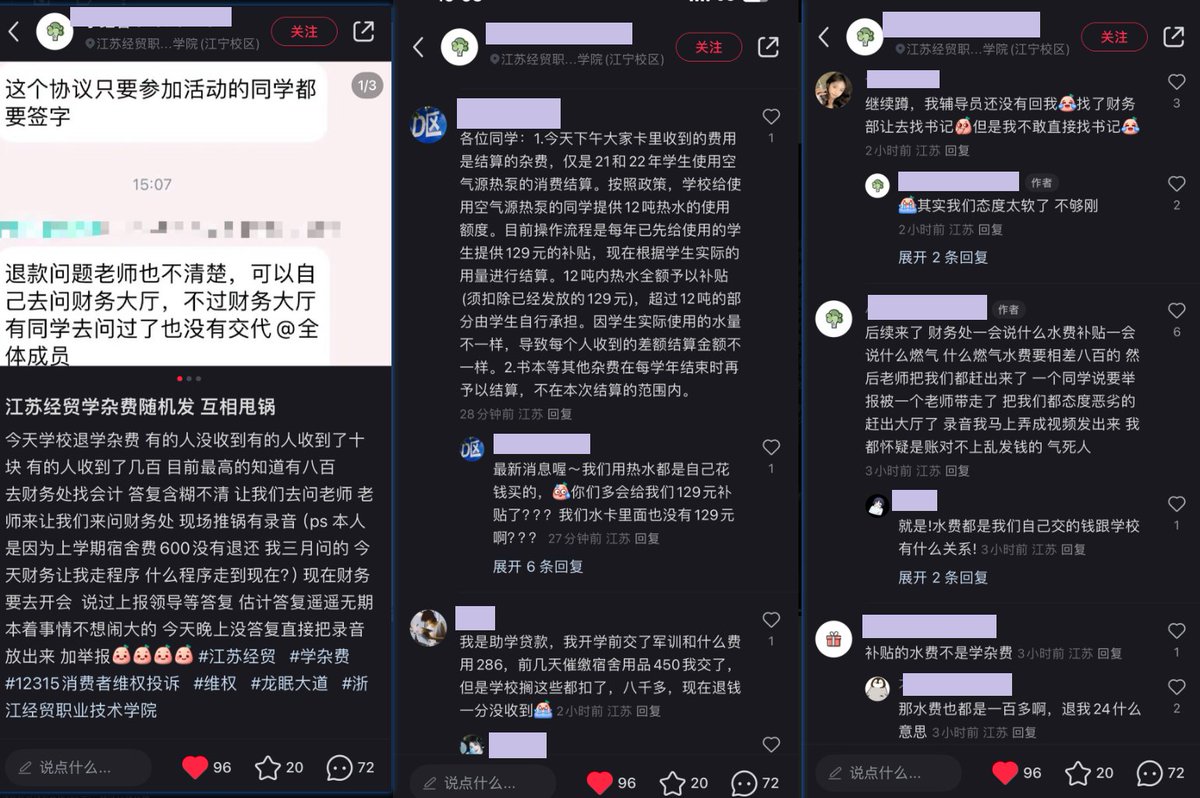 江苏经贸职...学院(江宁校区)
关注
这个协议只要参加活动的同学都
要签字
1/3
15:07
退款问题老师也不清楚，可以自
己去问财务大厅，不过财务大厅
有同学去问过了也没有交代@全
体成员
江苏经贸学杂费随机发 互相甩锅
今天学校退学杂费 有的人没收到有的人收到了十
块 有的人收到了几百 目前最高的知道有八百
去财务处找会计 答复含糊不清 让我们去问老师 老
师来让我们来问财务处 现场推锅有录音 (ps 本人
是因为上学期宿舍费600没有退还 我三月问的 今
天财务让我走程序 什么程序走到现在?) 现在财务
要去开会 说过上报领导等答复 估计答复遥遥无期
本着事情不想闹大的 今天晚上没答复直接把录音
放出来 加举报 #江苏经贸 #学杂费
#12315消费者维权投诉 #维权 #龙眠大道 #浙
江经贸职业技术学院
说点什么...
96
20
72
江苏经贸职...学院(江宁校区)
关注
D区
各位同学：1.今天下午大家卡里收到的费用
是结算的杂费，仅是21和22年学生使用空
气源热泵的消费结算。按照政策，学校给使
用空气源热泵的同学提供12吨热水的使用
额度。目前操作流程是每年已先给使用的学
生提供129元的补贴，现在根据学生实际的
用量进行结算。12吨内热水全额予以补贴
(须扣除已经发放的129元)，超过12吨的部
分由学生自行承担。因学生实际使用的水量
不一样，导致每个人收到的差额结算金额不
一样。2.书本等其他杂费在每学年结束时再
予以结算，不在本次结算的范围内。
28分钟前 江苏 回复
1
D区
最新消息喔～我们用热水都是自己花
钱买的，你们多会给我们129元补
贴了??? 我们水卡里面也没有129元
啊??? 27分钟前 江苏 回复
1
展开 6 条回复
我是助学贷款，我开学前交了军训和什么费
用286，前几天催缴宿舍用品450我交了，
但是学校搁这些都扣了，八千多，现在退钱
一分没收到 2小时前 江苏 回复
1
说点什么...
96
20
72
江苏经贸职...学院(江宁校区)
关注
继续蹲，我辅导员还没有回我找了财务
部让去找书记但是我不敢直接找书记
2小时前 江苏 回复
3
作者
其实我们态度太软了 不够刚
2小时前 江苏 回复
2
展开 2 条回复
作者
后续来了 财务处一会说什么水费补贴一会
说什么燃气 什么燃气水费要相差八百的 然
后老师把我们都赶出来了 一个同学说要举
报被一个老师带走了 把我们都态度恶劣的
赶出大厅了 录音我马上弄成视频发出来 我
都怀疑是账对不上乱发钱的 气死人
3小时前 江苏 回复
6
就是!水费都是我们自己交的钱跟学校
有什么关系! 3小时前 江苏 回复
1
展开 2 条回复
补贴的水费不是学杂费 3小时前 江苏 回复
1
那水费也都是一百多啊，退我24什么
意思 3小时前 江苏 回复
2
说点什么...
96
20
72